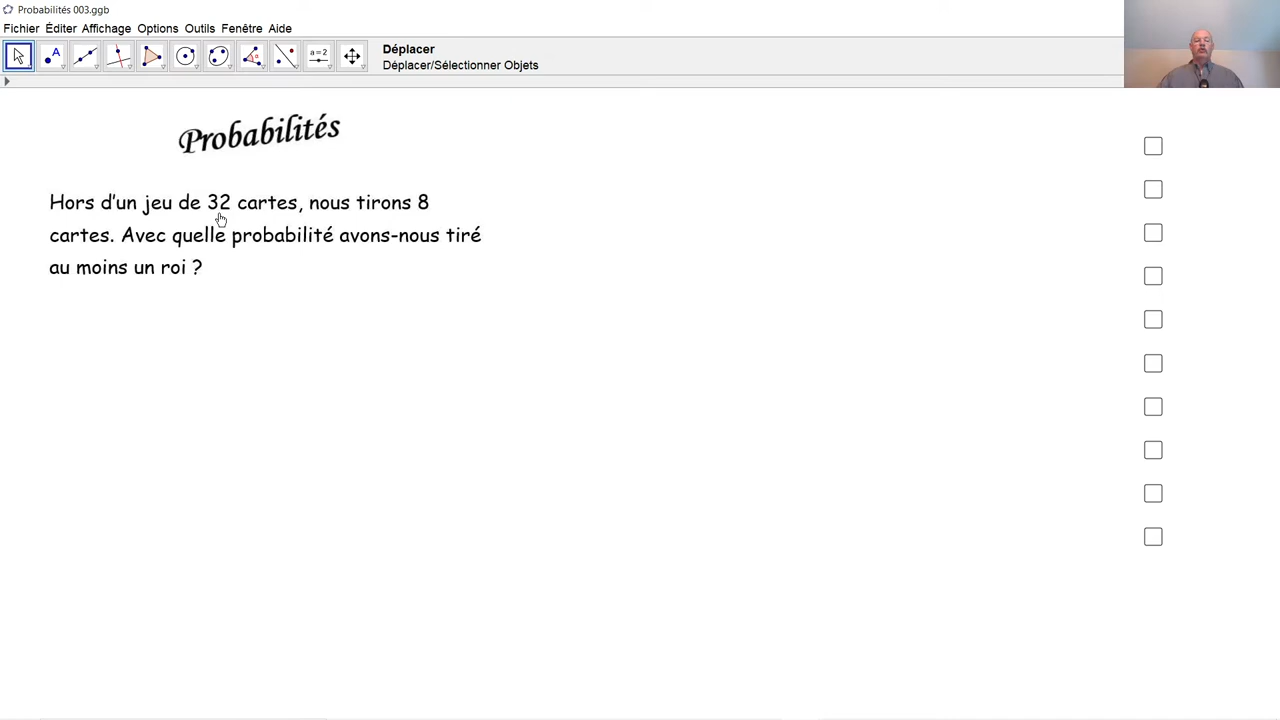 Probabilités 003.ggb
Fichier Éditer Affichage Options Outils Fenêtre Aide
A
a=2
Déplacer
Déplacer/Sélectionner Objets
Probabilités
Hors d'un jeu de 32 cartes, nous tirons 8
cartes. Avec quelle probabilité avons-nous tiré
au moins un roi ?